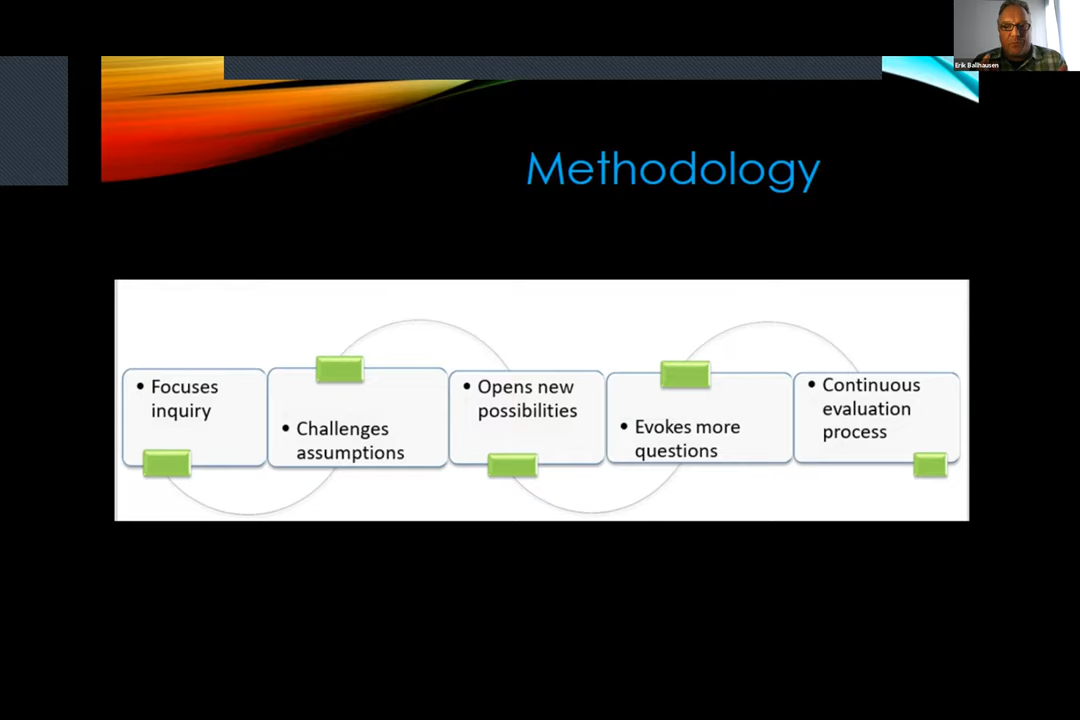 Erik Ballhausen
Methodology
• Focuses
inquiry
• Challenges
assumptions
• Opens new
possibilities
• Evokes more
questions
• Continuous
evaluation
process